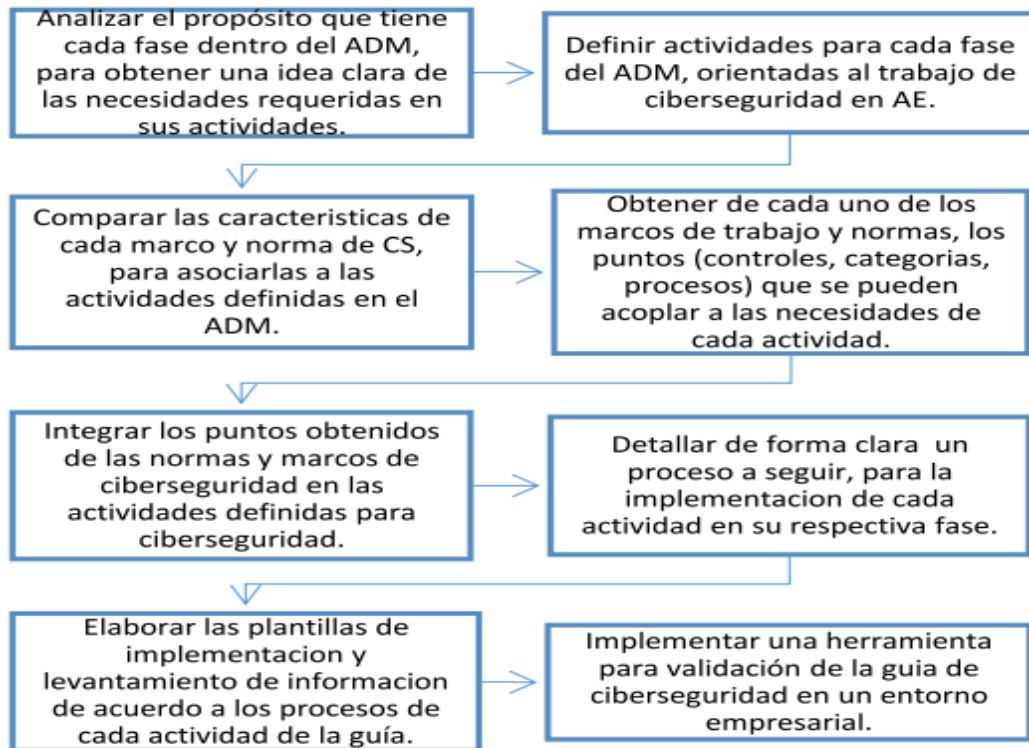 Analizar el propósito que tiene
cada fase dentro del ADM,
para obtener una idea clara de
las necesidades requeridas en
sus actividades.
Definir actividades para cada fase
del ADM, orientadas al trabajo de
ciberseguridad en AE.
Comparar las caracteristicas de
cada marco y norma de CS,
para asociarlas a las
actividades definidas en el
ADM.
Obtener de cada uno de los
marcos de trabajo y normas, los
puntos (controles, categorias,
procesos) que se pueden
acoplar a las necesidades de
cada actividad.
Integrar los puntos obtenidos
de las normas y marcos de
ciberseguridad en las
actividades definidas para
ciberseguridad.
Detallar de forma clara un
proceso a seguir, para la
implementacion de cada
actividad en su respectiva fase.
Elaborar las plantillas de
implementacion y
levantamiento de informacion
de acuerdo a los procesos de
cada actividad de la guía.
Implementar una herramienta
para validación de la guia de
ciberseguridad en un entorno
empresarial.